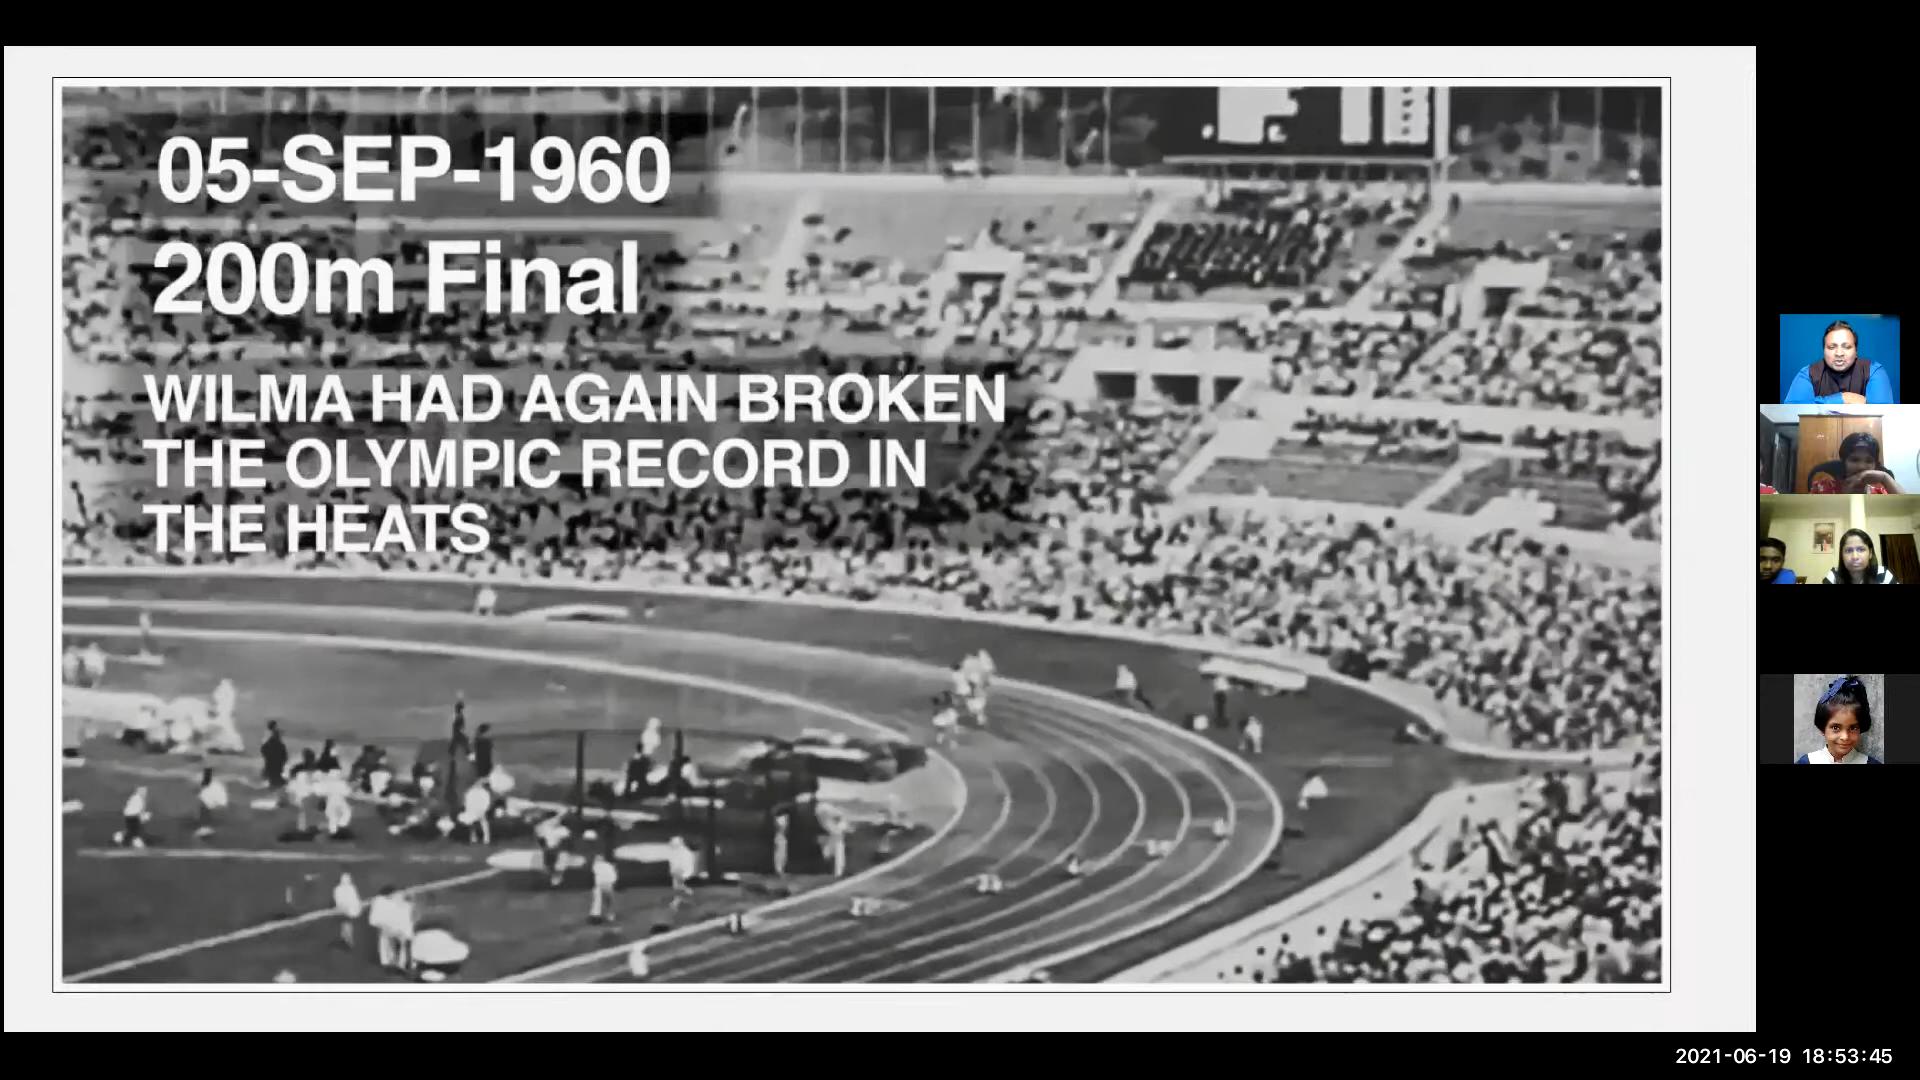 05-SEP-1960
200m Final
WILMA HAD AGAIN BROKEN
THE OLYMPIC RECORD IN
THE HEATS
2021-06-19 18:53:45